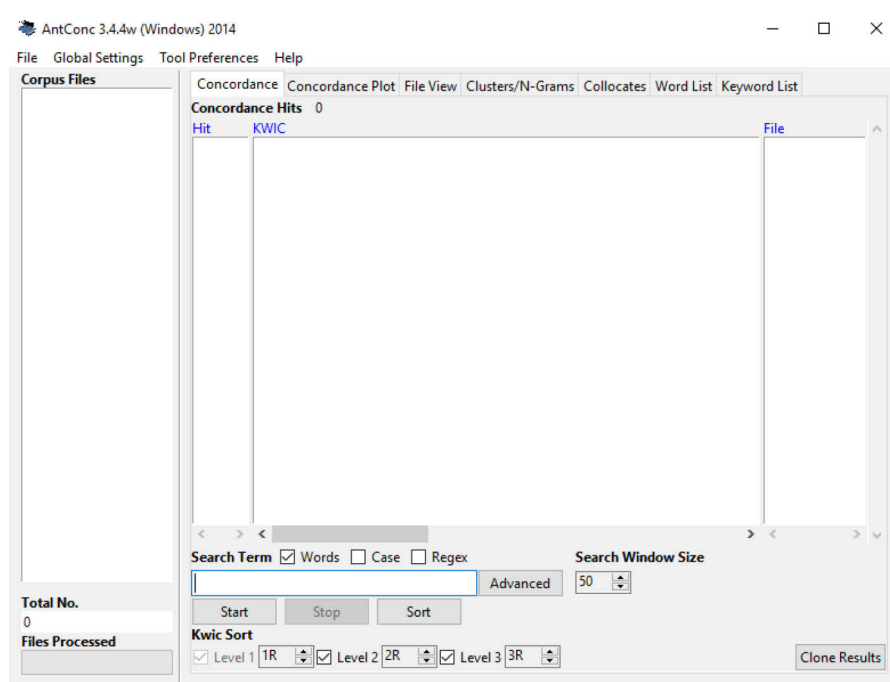 AntConc 3.4.4w (Windows) 2014
File Global Settings Tool Preferences Help
Corpus Files
Concordance Concordance Plot File View Clusters/N-Grams Collocates Word List Keyword List
Concordance Hits 0
Hit KWIC File
Search Term Words Case Regex Search Window Size
Advanced 50
Total No.
0
Start Stop Sort
Files Processed
Kwic Sort
Level 1 1R Level 2 2R Level 3 3R Clone Results